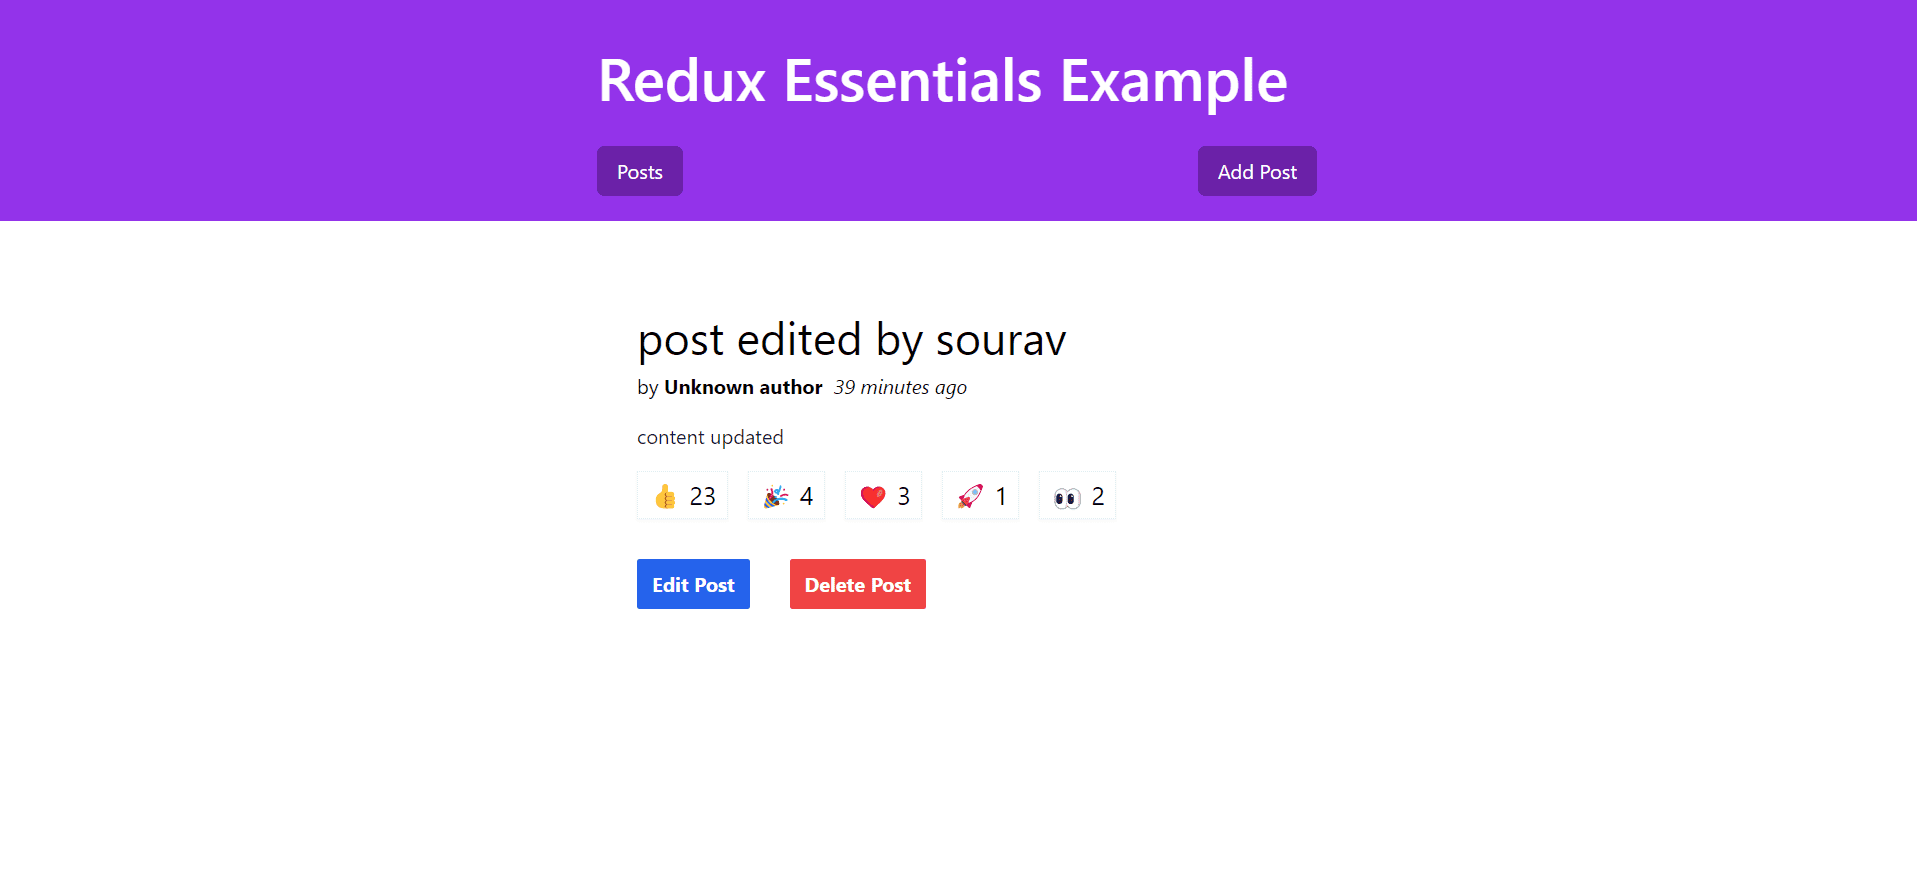 Redux Essentials Example
Posts Add Post
post edited by sourav
by Unknown author 39 minutes ago
content updated
👍 23 🎉 4 ❤️ 3 🚀 1 👀 2
Edit Post Delete Post